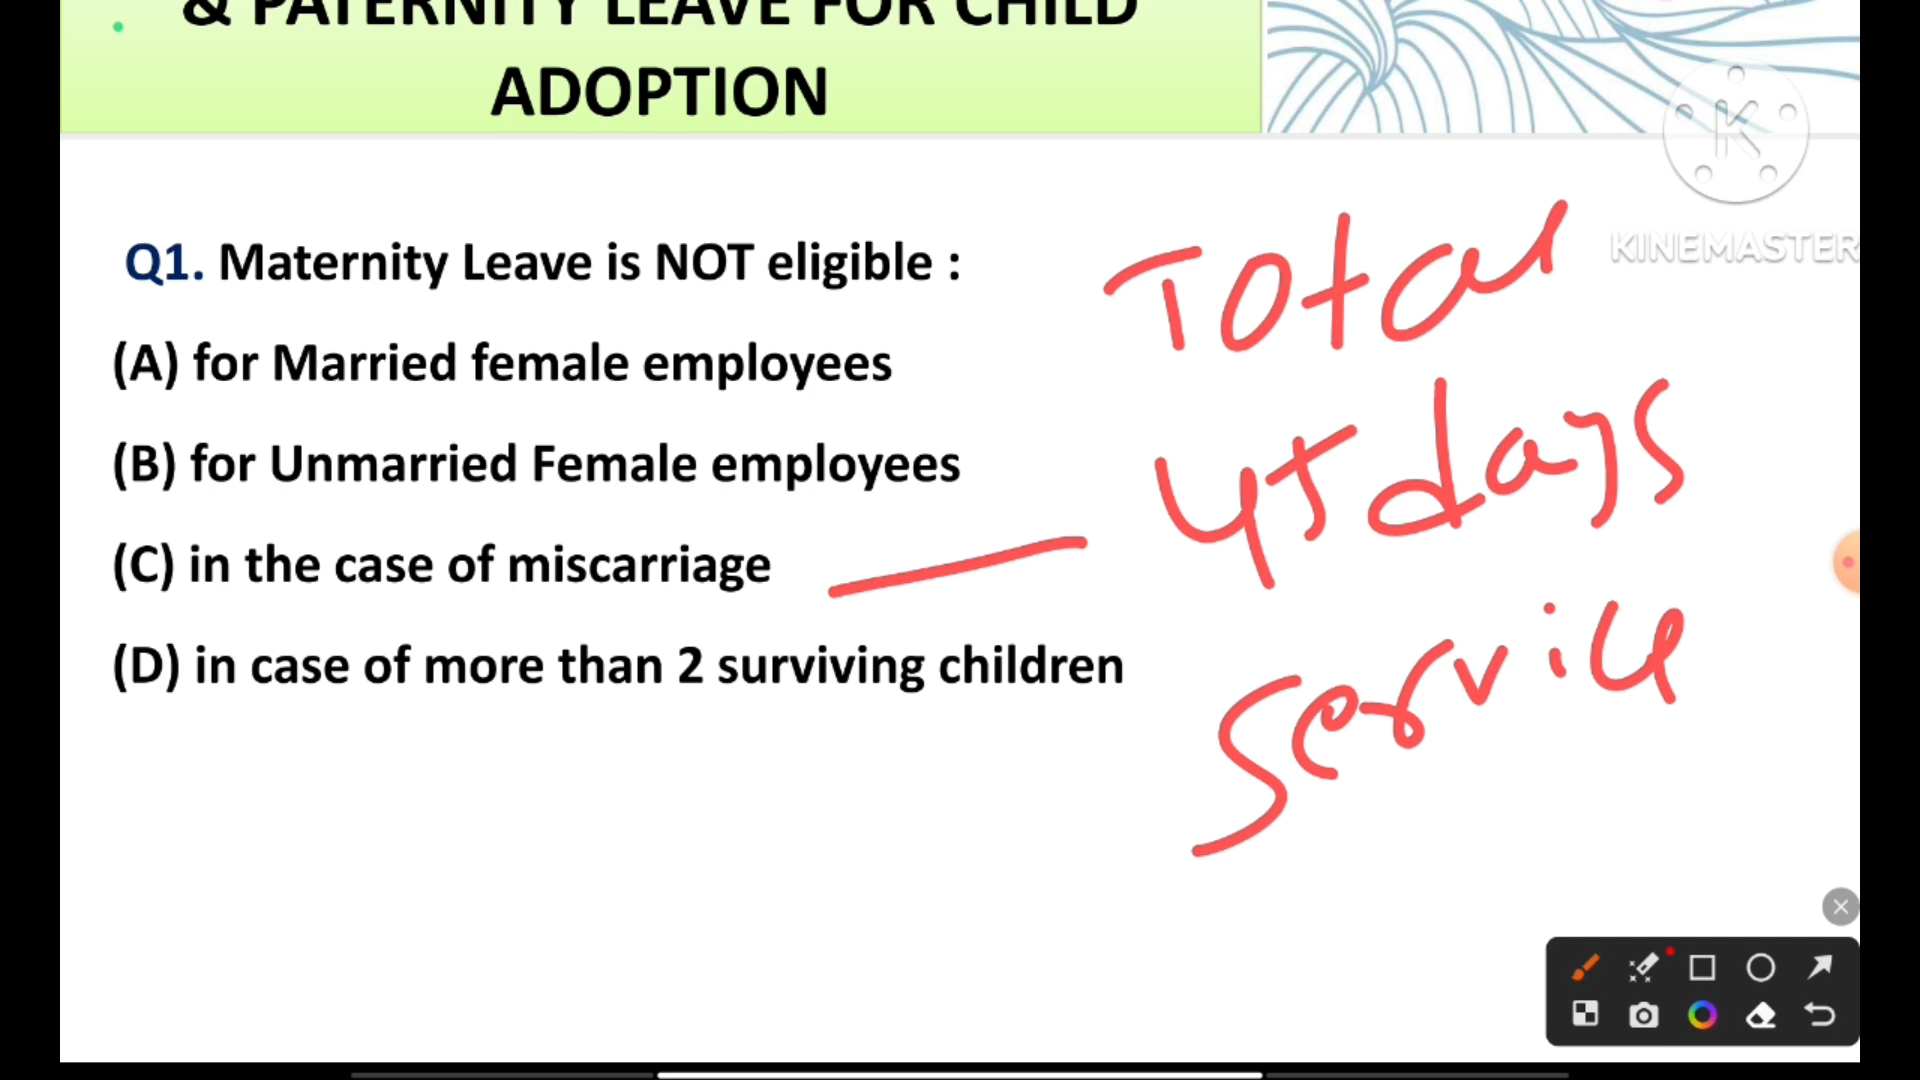 & PATERNITY LEAVE FOR CHILD
ADOPTION
KINEMASTER
Q1. Maternity Leave is NOT eligible :
(A) for Married female employees
(B) for Unmarried Female employees
(C) in the case of miscarriage
(D) in case of more than 2 surviving children
Total
45 days
Service